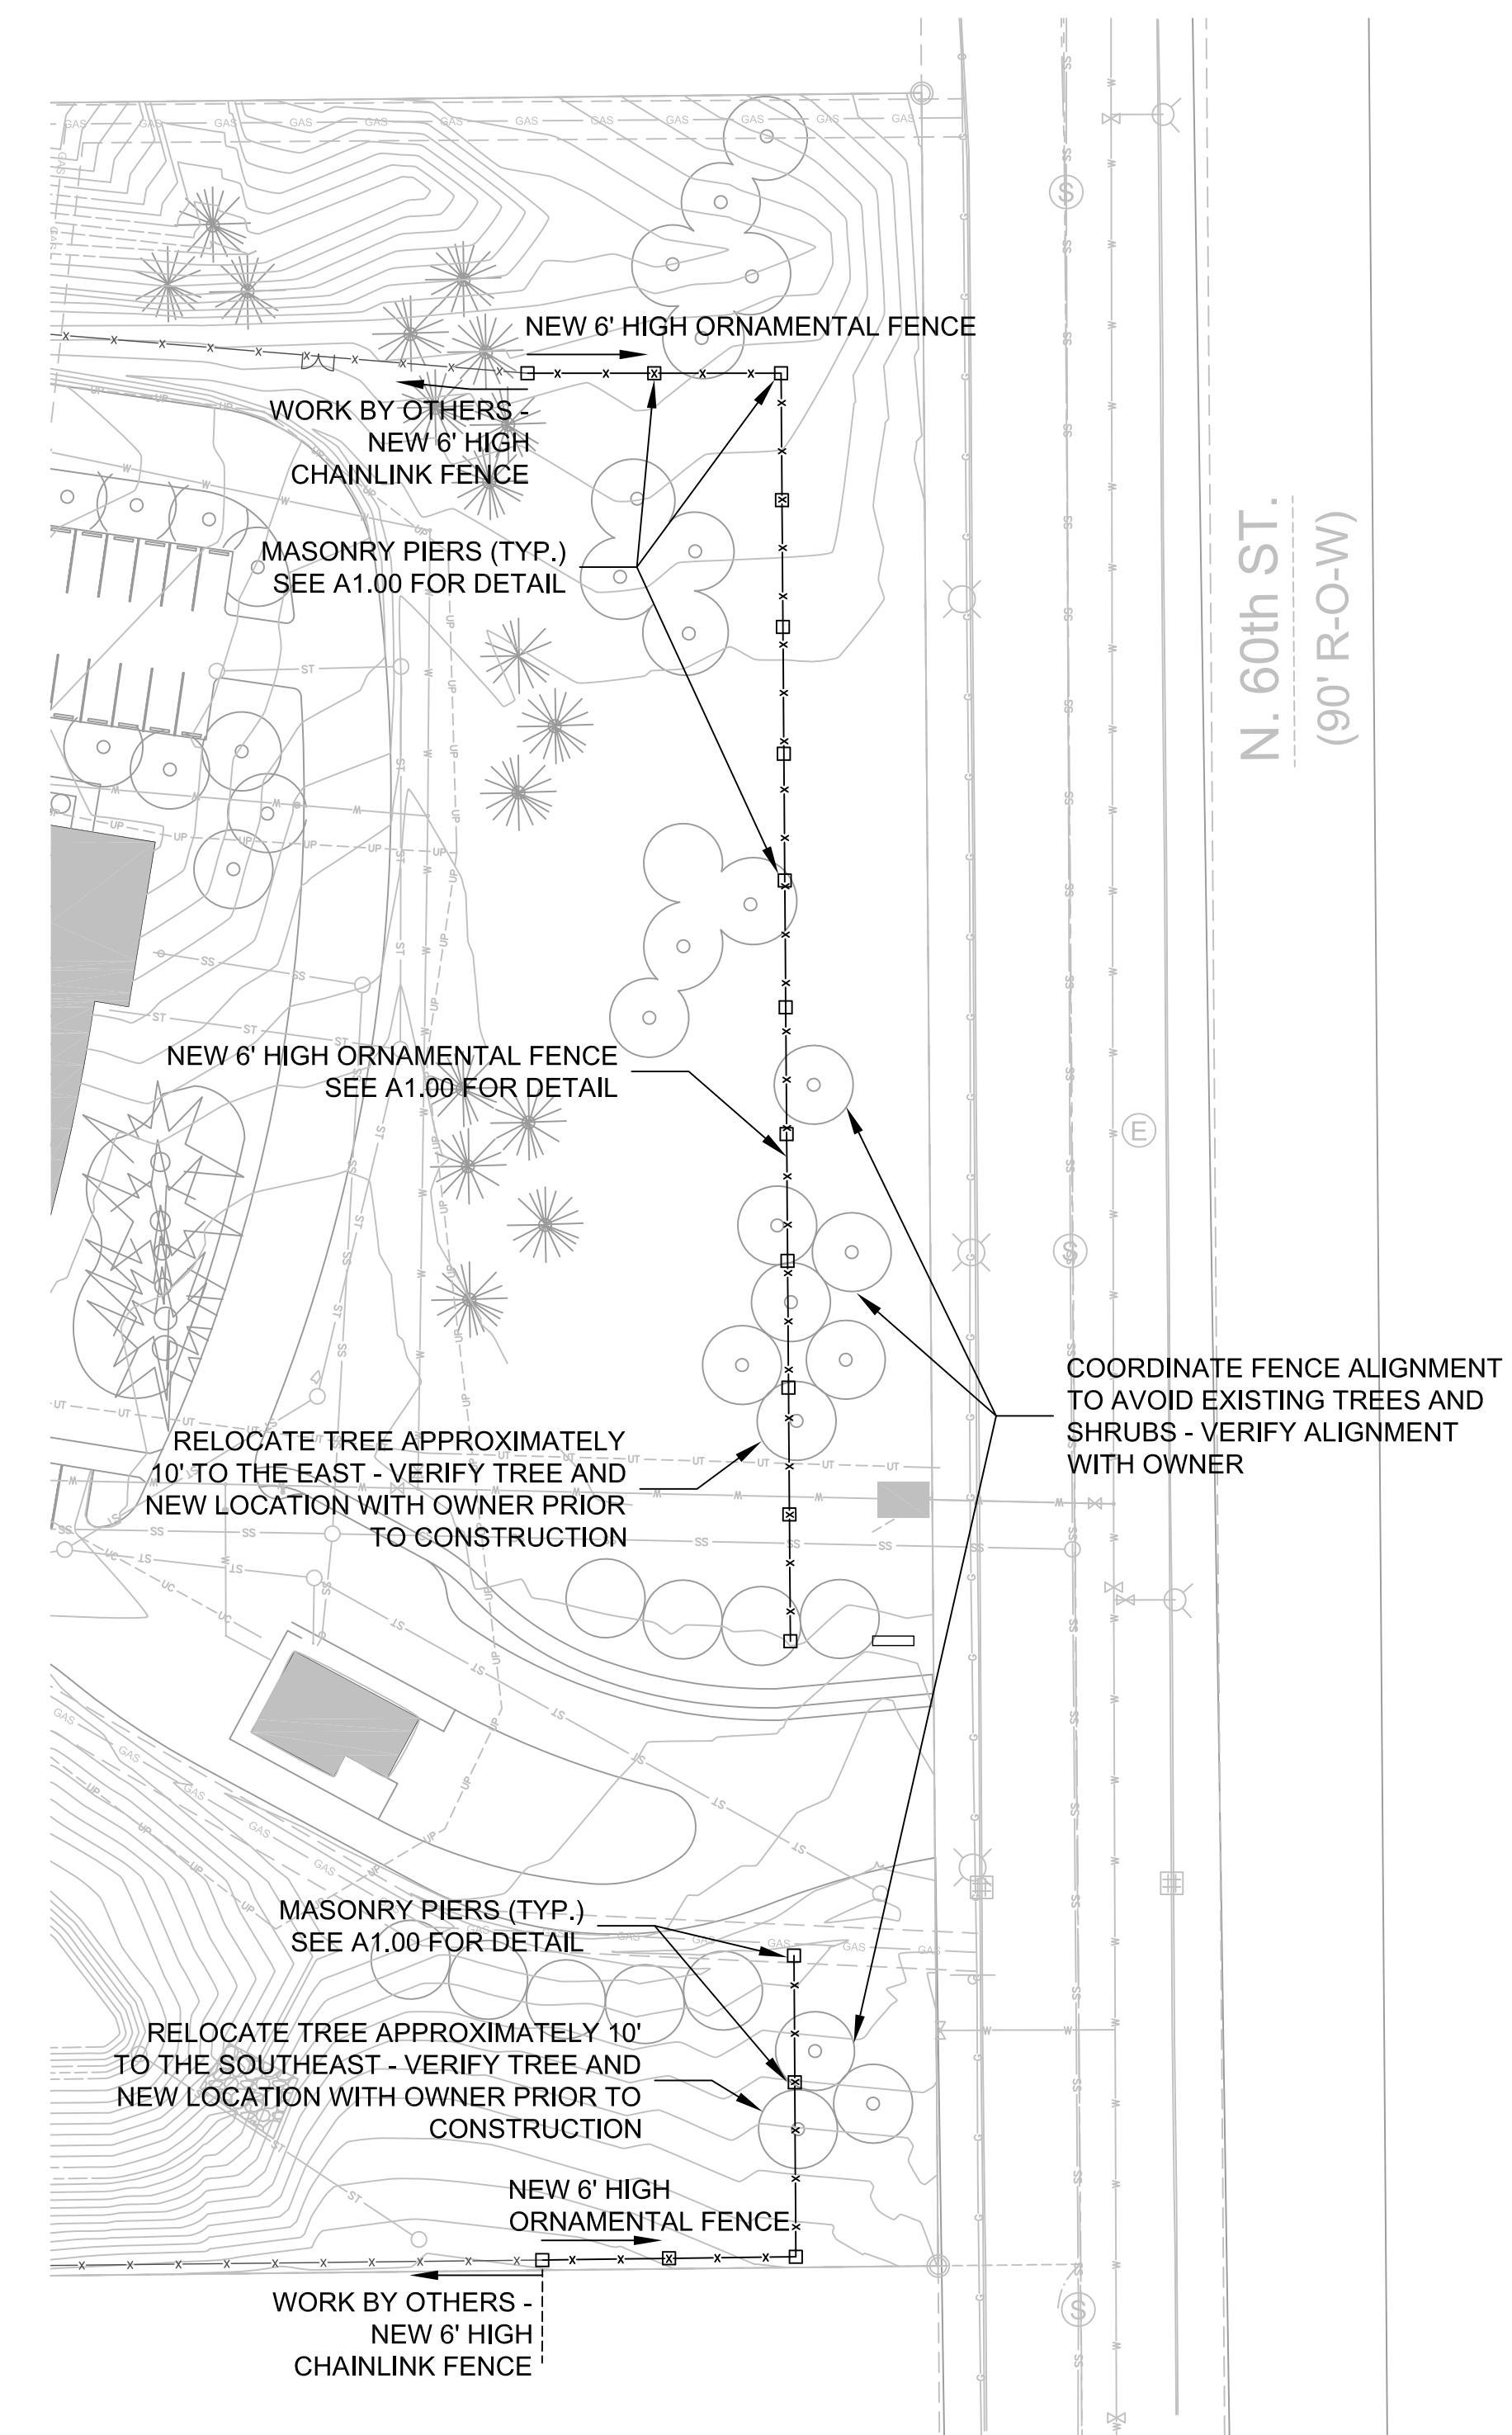 NEW 6' HIGH ORNAMENTAL FENCE
WORK BY OTHERS -
NEW 6' HIGH
CHAINLINK FENCE
MASONRY PIERS (TYP.)
SEE A1.00 FOR DETAIL
N. 60th ST.
(90' R-O-W)
NEW 6' HIGH ORNAMENTAL FENCE
SEE A1.00 FOR DETAIL
COORDINATE FENCE ALIGNMENT
TO AVOID EXISTING TREES AND
SHRUBS - VERIFY ALIGNMENT
WITH OWNER
RELOCATE TREE APPROXIMATELY
10' TO THE EAST - VERIFY TREE AND
NEW LOCATION WITH OWNER PRIOR
TO CONSTRUCTION
MASONRY PIERS (TYP.)
SEE A1.00 FOR DETAIL
RELOCATE TREE APPROXIMATELY 10'
TO THE SOUTHEAST - VERIFY TREE AND
NEW LOCATION WITH OWNER PRIOR TO
CONSTRUCTION
NEW 6' HIGH
ORNAMENTAL FENCE
WORK BY OTHERS -
NEW 6' HIGH
CHAINLINK FENCE